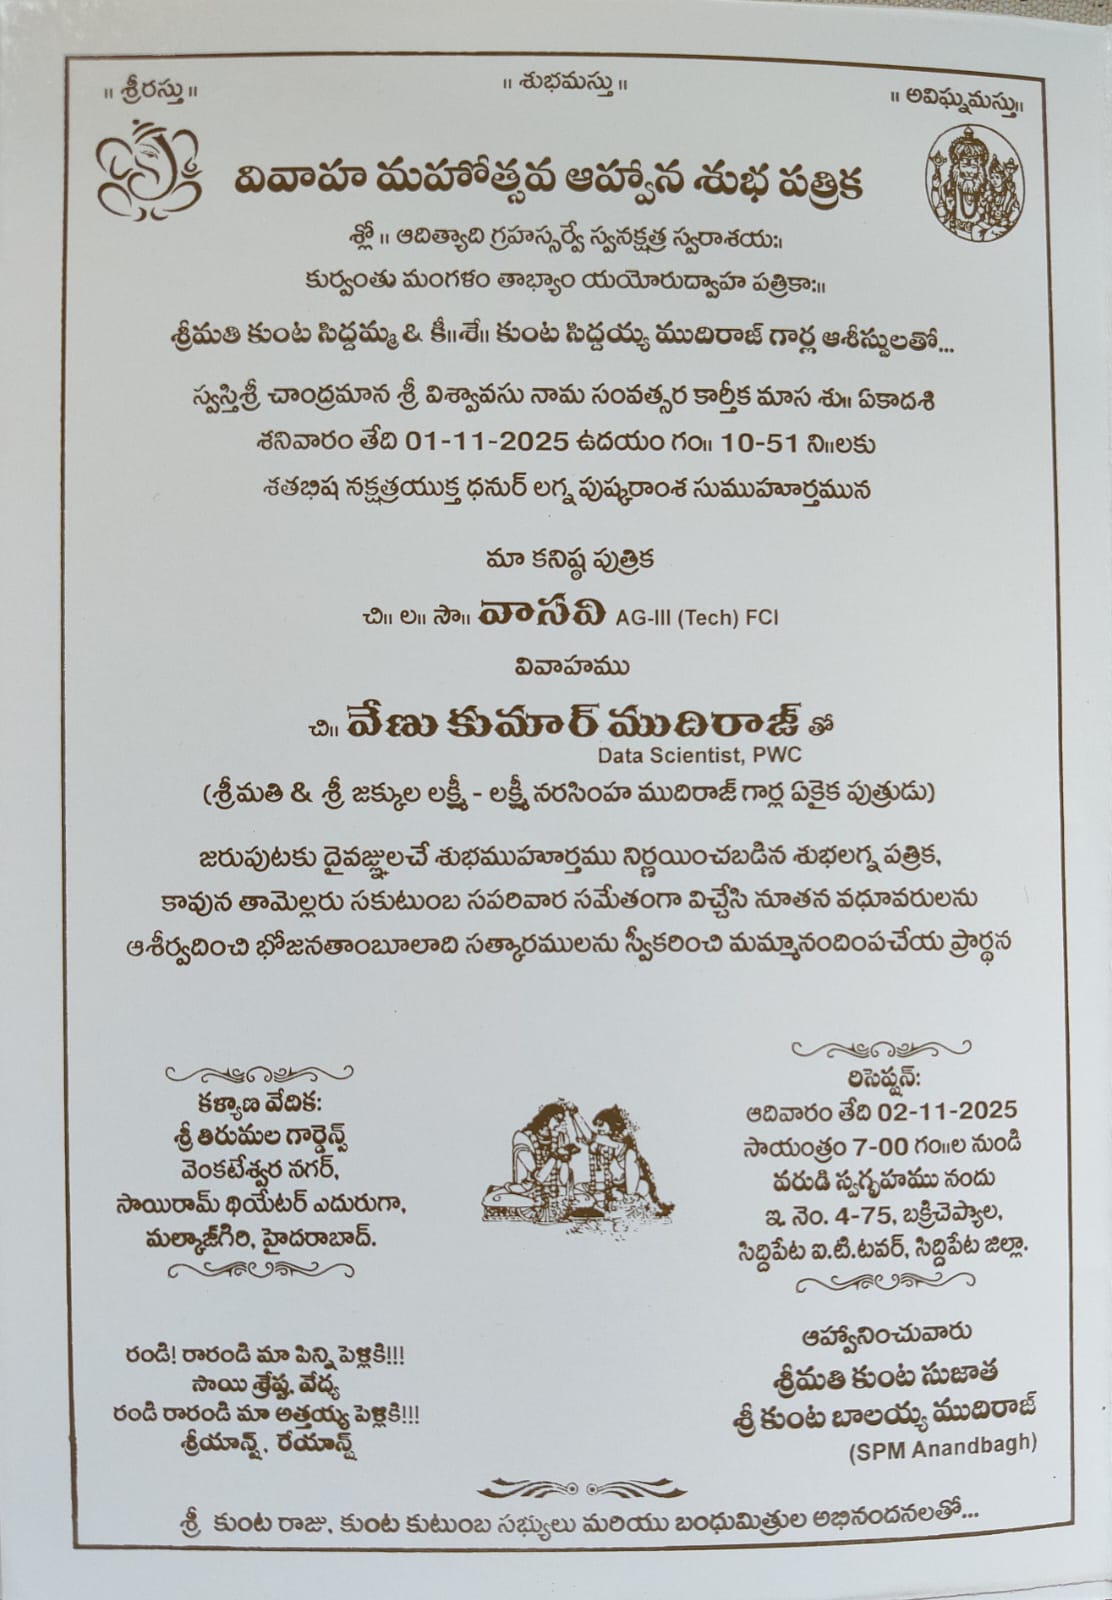 ॥ శ్రీరస్తు ॥
॥ శుభమస్తు ॥
॥ అవిఘ్నమస్తు॥
వివాహ మహోత్సవ ఆహ్వాన శుభ పత్రిక
శ్లో ॥ ఆదిత్యాది గ్రహస్సర్వే స్వనక్షత్ర స్వరాశయః।
కుర్వంతు మంగళం తాభ్యాం యయోరుద్వాహ పత్రికాః॥
శ్రీమతి కుంట సిద్దమ్మ & కీ॥శే॥ కుంట సిద్దయ్య ముదిరాజ్ గార్ల ఆశీస్సులతో...
స్వస్తిశ్రీ చాంద్రమాన శ్రీ విశ్వావసు నామ సంవత్సర కార్తీక మాస శు॥ ఏకాదశి
శనివారం తేది 01-11-2025 ఉదయం గం॥ 10-51 ని॥లకు
శతభిష నక్షత్రయుక్త ధనుర్ లగ్న పుష్కరాంశ సుముహూర్తమున
మా కనిష్ఠ పుత్రిక
చి॥ ల॥ సౌ॥ వాసవి AG-III (Tech) FCI
వివాహము
చి॥ వేణు కుమార్ ముదిరాజ్ తో
Data Scientist, PWC
(శ్రీమతి & శ్రీ జక్కుల లక్ష్మీ - లక్ష్మీ నరసింహ ముదిరాజ్ గార్ల ఏకైక పుత్రుడు)
జరుపుటకు దైవజ్ఞులచే శుభముహూర్తము నిర్ణయించబడిన శుభలగ్న పత్రిక,
కావున తామెల్లరు సకుటుంబ సపరివార సమేతంగా విచ్చేసి నూతన వధూవరులను
ఆశీర్వదించి భోజనతాంబూలాది సత్కారములను స్వీకరించి మమ్మానందింపచేయ ప్రార్థన
కళ్యాణ వేదిక:
శ్రీ తిరుమల గార్డెన్స్
వెంకటేశ్వర నగర్,
సాయిరామ్ థియేటర్ ఎదురుగా,
మల్కాజ్‌గిరి, హైదరాబాద్.
రిసెప్షన్:
ఆదివారం తేది 02-11-2025
సాయంత్రం 7-00 గం॥ల నుండి
వరుడి స్వగృహము నందు
ఇ. నెం. 4-75, బక్రిచెప్యాల,
సిద్దిపేట ఐ.టి.టవర్, సిద్దిపేట జిల్లా.
రండి! రారండి మా పిన్ని పెళ్లికి!!!
సాయి శ్రేష్ట, వేద్య
రండి రారండి మా అత్తయ్య పెళ్లికి!!!
శ్రీయాన్ష్, రేయాన్ష్
ఆహ్వానించువారు
శ్రీమతి కుంట సుజాత
శ్రీ కుంట బాలయ్య ముదిరాజ్
(SPM Anandbagh)
శ్రీ కుంట రాజు, కుంట కుటుంబ సభ్యులు మరియు బంధుమిత్రుల అభినందనలతో...